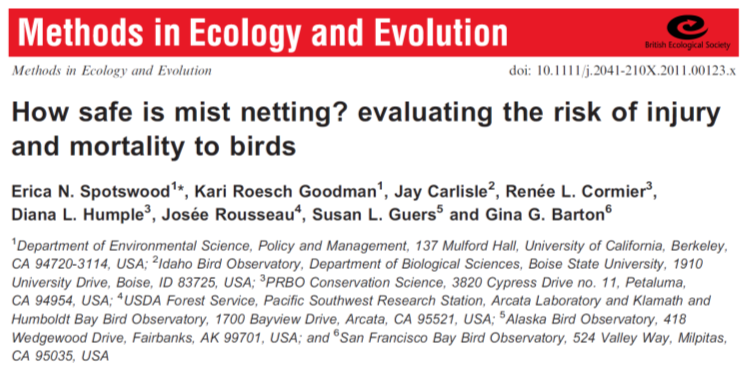 Methods in Ecology and Evolution
British Ecological Society
Methods in Ecology and Evolution
doi: 10.1111/j.2041-210X.2011.00123.x
How safe is mist netting? evaluating the risk of injury
and mortality to birds
Erica N. Spotswood1*, Kari Roesch Goodman1, Jay Carlisle2, Renée L. Cormier3,
Diana L. Humple3, Josée Rousseau4, Susan L. Guers5 and Gina G. Barton6
1Department of Environmental Science, Policy and Management, 137 Mulford Hall, University of California, Berkeley,
CA 94720-3114, USA; 2Idaho Bird Observatory, Department of Biological Sciences, Boise State University, 1910
University Drive, Boise, ID 83725, USA; 3PRBO Conservation Science, 3820 Cypress Drive no. 11, Petaluma,
CA 94954, USA; 4USDA Forest Service, Pacific Southwest Research Station, Arcata Laboratory and Klamath and
Humboldt Bay Bird Observatory, 1700 Bayview Drive, Arcata, CA 95521, USA; 5Alaska Bird Observatory, 418
Wedgewood Drive, Fairbanks, AK 99701, USA; and 6San Francisco Bay Bird Observatory, 524 Valley Way, Milpitas,
CA 95035, USA